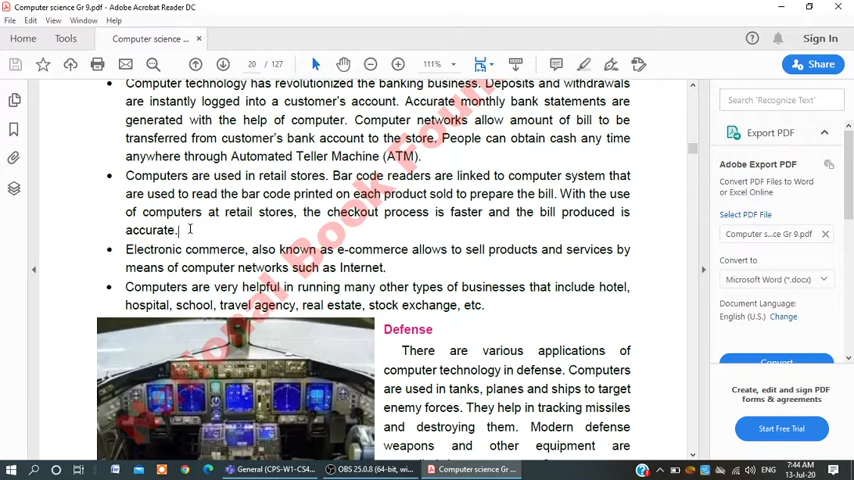 Computer science Gr 9.pdf - Adobe Acrobat Reader DC
File Edit View Window Help
Home Tools Computer science ... × Sign In
20 / 127 111% Share
Computer technology has revolutionized the banking business. Deposits and withdrawals
are instantly logged into a customer's account. Accurate monthly bank statements are
generated with the help of computer. Computer networks allow amount of bill to be
transferred from customer's bank account to the store. People can obtain cash any time
anywhere through Automated Teller Machine (ATM).
• Computers are used in retail stores. Bar code readers are linked to computer system that
are used to read the bar code printed on each product sold to prepare the bill. With the use
of computers at retail stores, the checkout process is faster and the bill produced is
accurate.
• Electronic commerce, also known as e-commerce allows to sell products and services by
means of computer networks such as Internet.
• Computers are very helpful in running many other types of businesses that include hotel,
hospital, school, travel agency, real estate, stock exchange, etc.
Defense
There are various applications of
computer technology in defense. Computers
are used in tanks, planes and ships to target
enemy forces. They help in tracking missiles
and destroying them. Modern defense
weapons and other equipment are
National Book Foun
Search 'Recognize Text'
Export PDF
Adobe Export PDF
Convert PDF Files to Word
or Excel Online
Select PDF File
Computer s...ce Gr 9.pdf ×
Convert to
Microsoft Word (*.docx)
Document Language:
English (U.S.) Change
Convert
Create, edit and sign PDF
forms & agreements
Start Free Trial
General (CPS-W1-CS4... OBS 25.0.8 (64-bit, wi... Computer science Gr ... ENG 7:44 AM
13-Jul-20